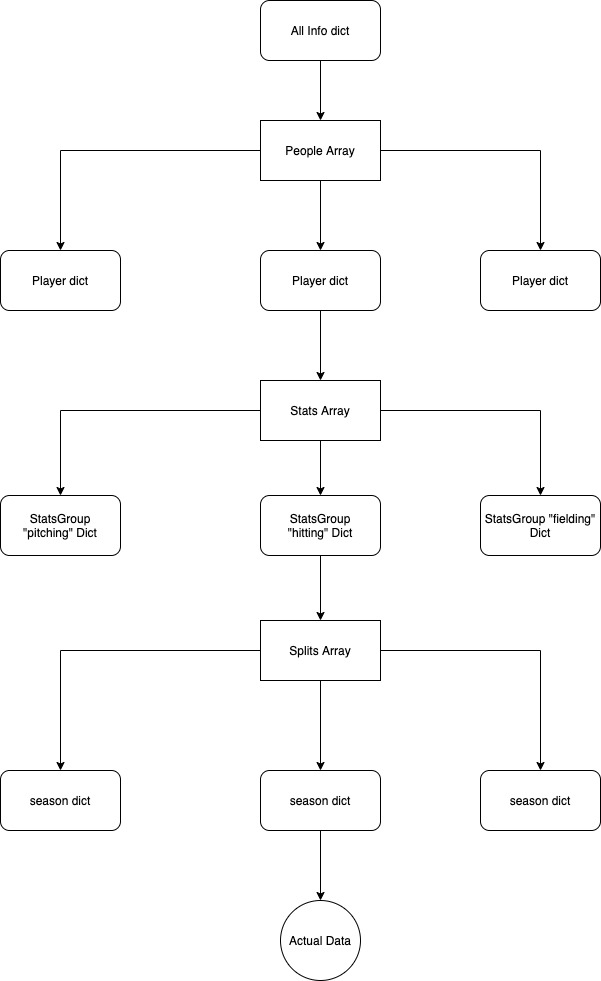 All Info dict
People Array
Player dict
Player dict
Player dict
Stats Array
StatsGroup
"pitching" Dict
StatsGroup
"hitting" Dict
StatsGroup "fielding"
Dict
Splits Array
season dict
season dict
season dict
Actual Data